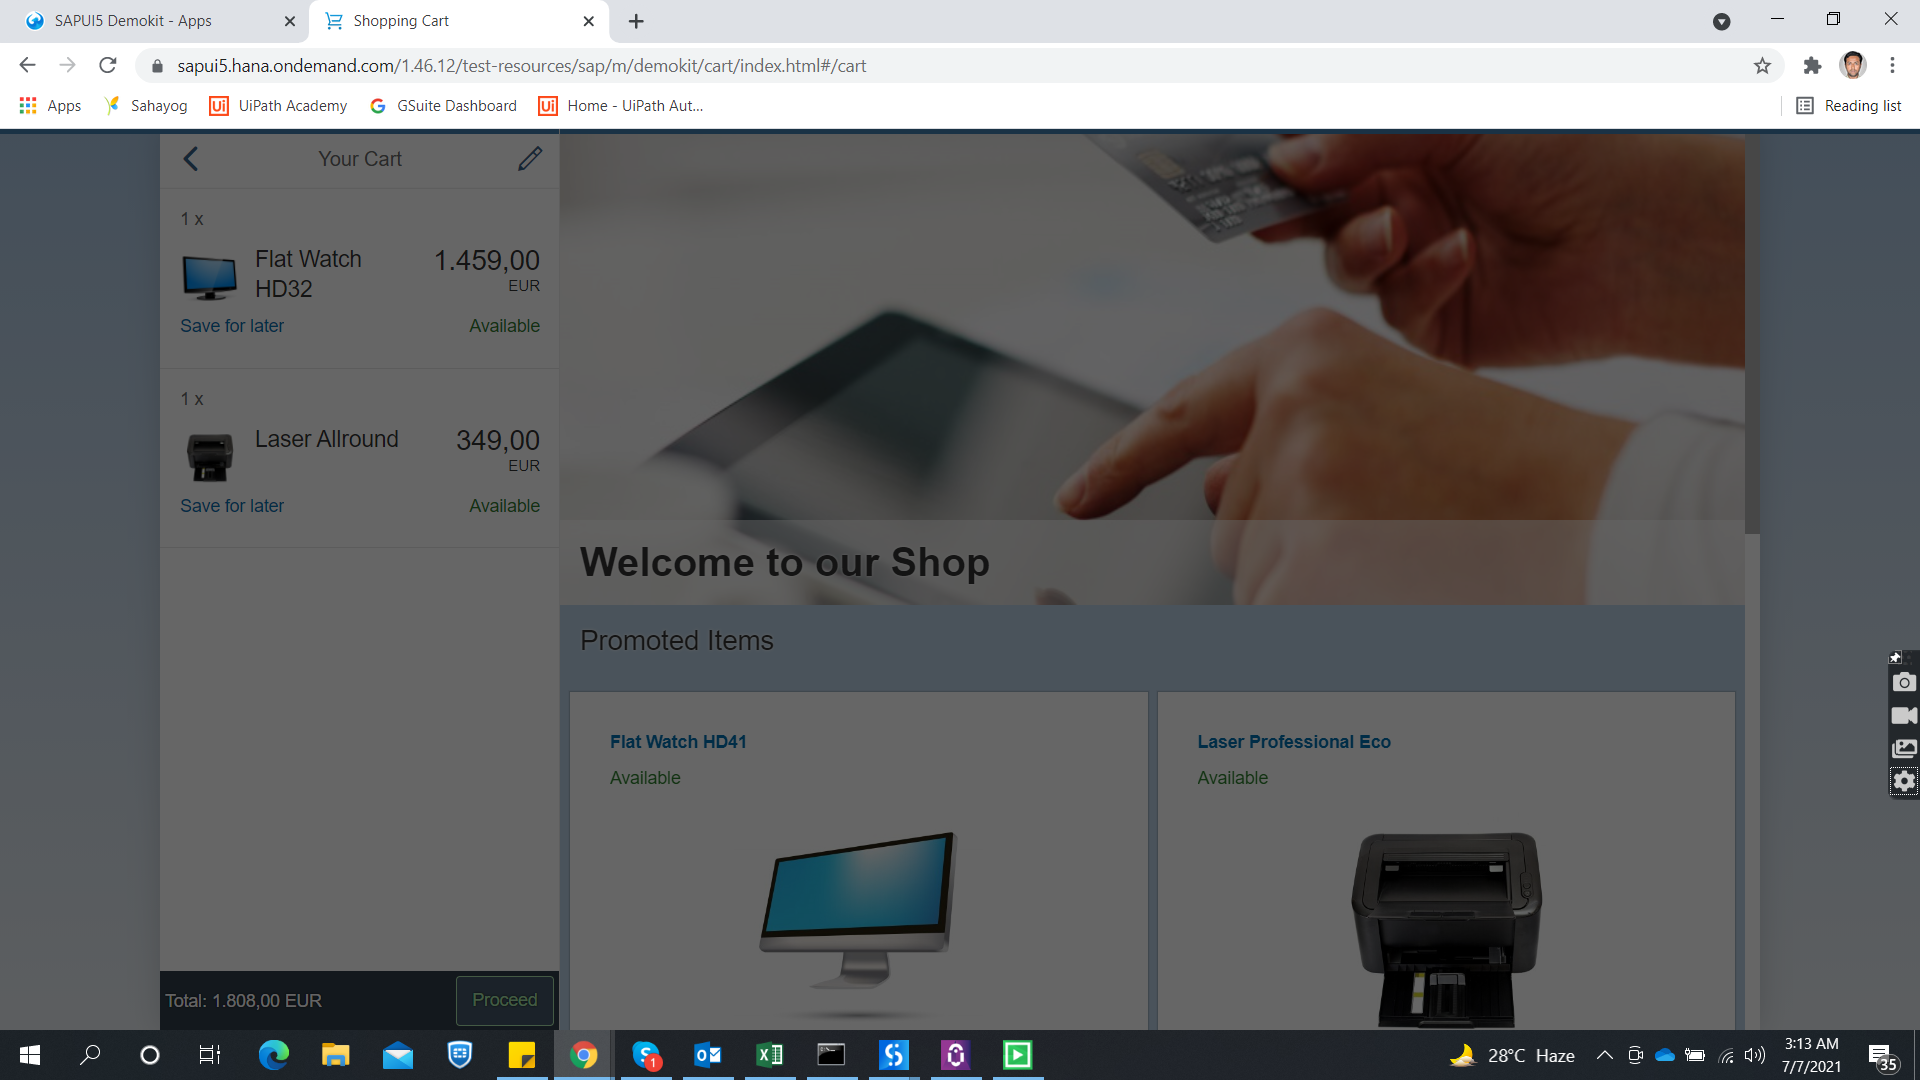 SAPUI5 Demokit - Apps
Shopping Cart
sapui5.hana.ondemand.com/1.46.12/test-resources/sap/m/demokit/cart/index.html#/cart
Apps
Sahayog
UiPath Academy
GSuite Dashboard
Home - UiPath Aut...
Reading list
Your Cart
1 x
Flat Watch HD32
1.459,00
EUR
Save for later
Available
1 x
Laser Allround
349,00
EUR
Save for later
Available
Total: 1.808,00 EUR
Proceed
Welcome to our Shop
Promoted Items
Flat Watch HD41
Available
Laser Professional Eco
Available
1
28°C Haze
3:13 AM
7/7/2021
35